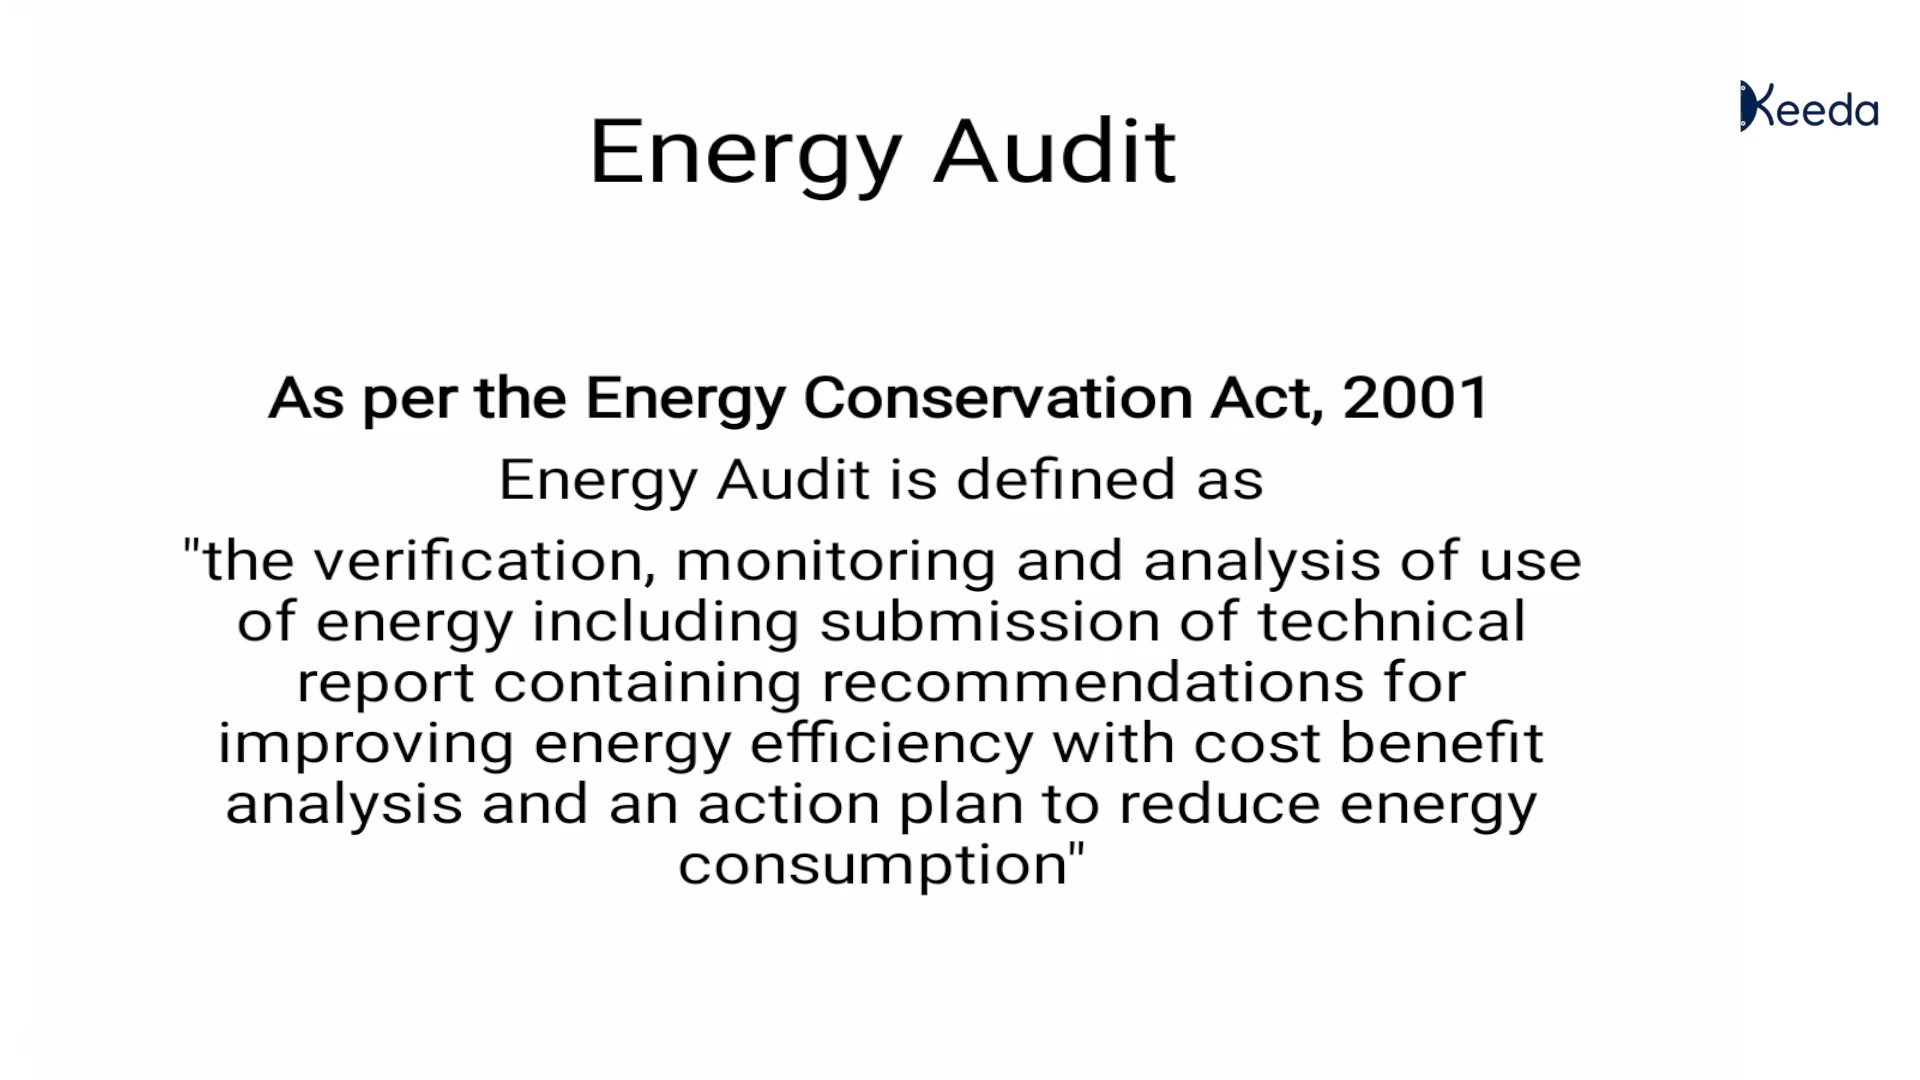 Energy Audit
Keeda
As per the Energy Conservation Act, 2001
Energy Audit is defined as
"the verification, monitoring and analysis of use
of energy including submission of technical
report containing recommendations for
improving energy efficiency with cost benefit
analysis and an action plan to reduce energy
consumption"